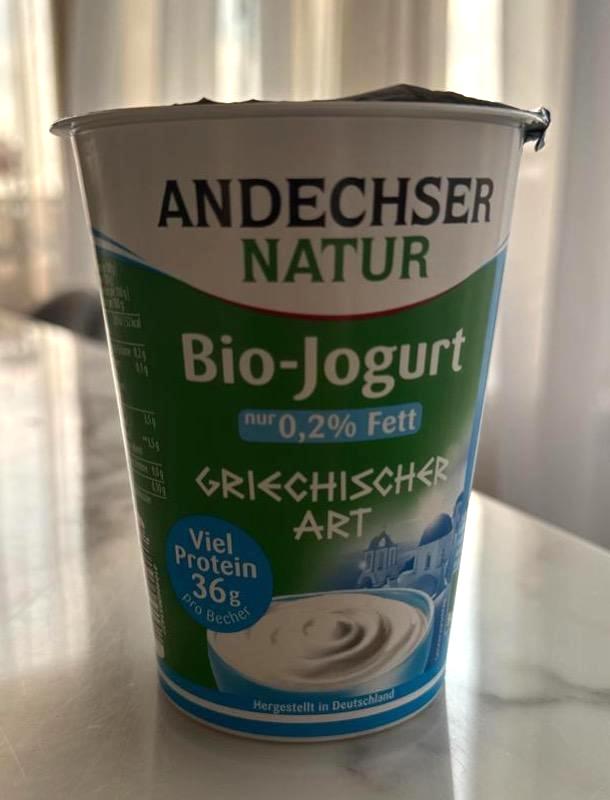 ANDECHSER
NATUR
Bio-Jogurt
nur 0,2% Fett
GRIECHISCHER
ART
Viel
Protein
36g
pro Becher
Hergestellt in Deutschland